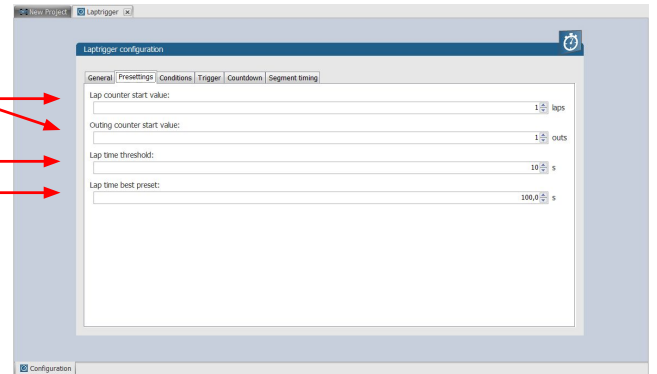 New Project Laptrigger
Laptrigger configuration
General Presettings Conditions Trigger Countdown Segment timing
Lap counter start value:
1 laps
Outing counter start value:
1 outs
Lap time threshold:
10 s
Lap time best preset:
100,0 s
Configuration